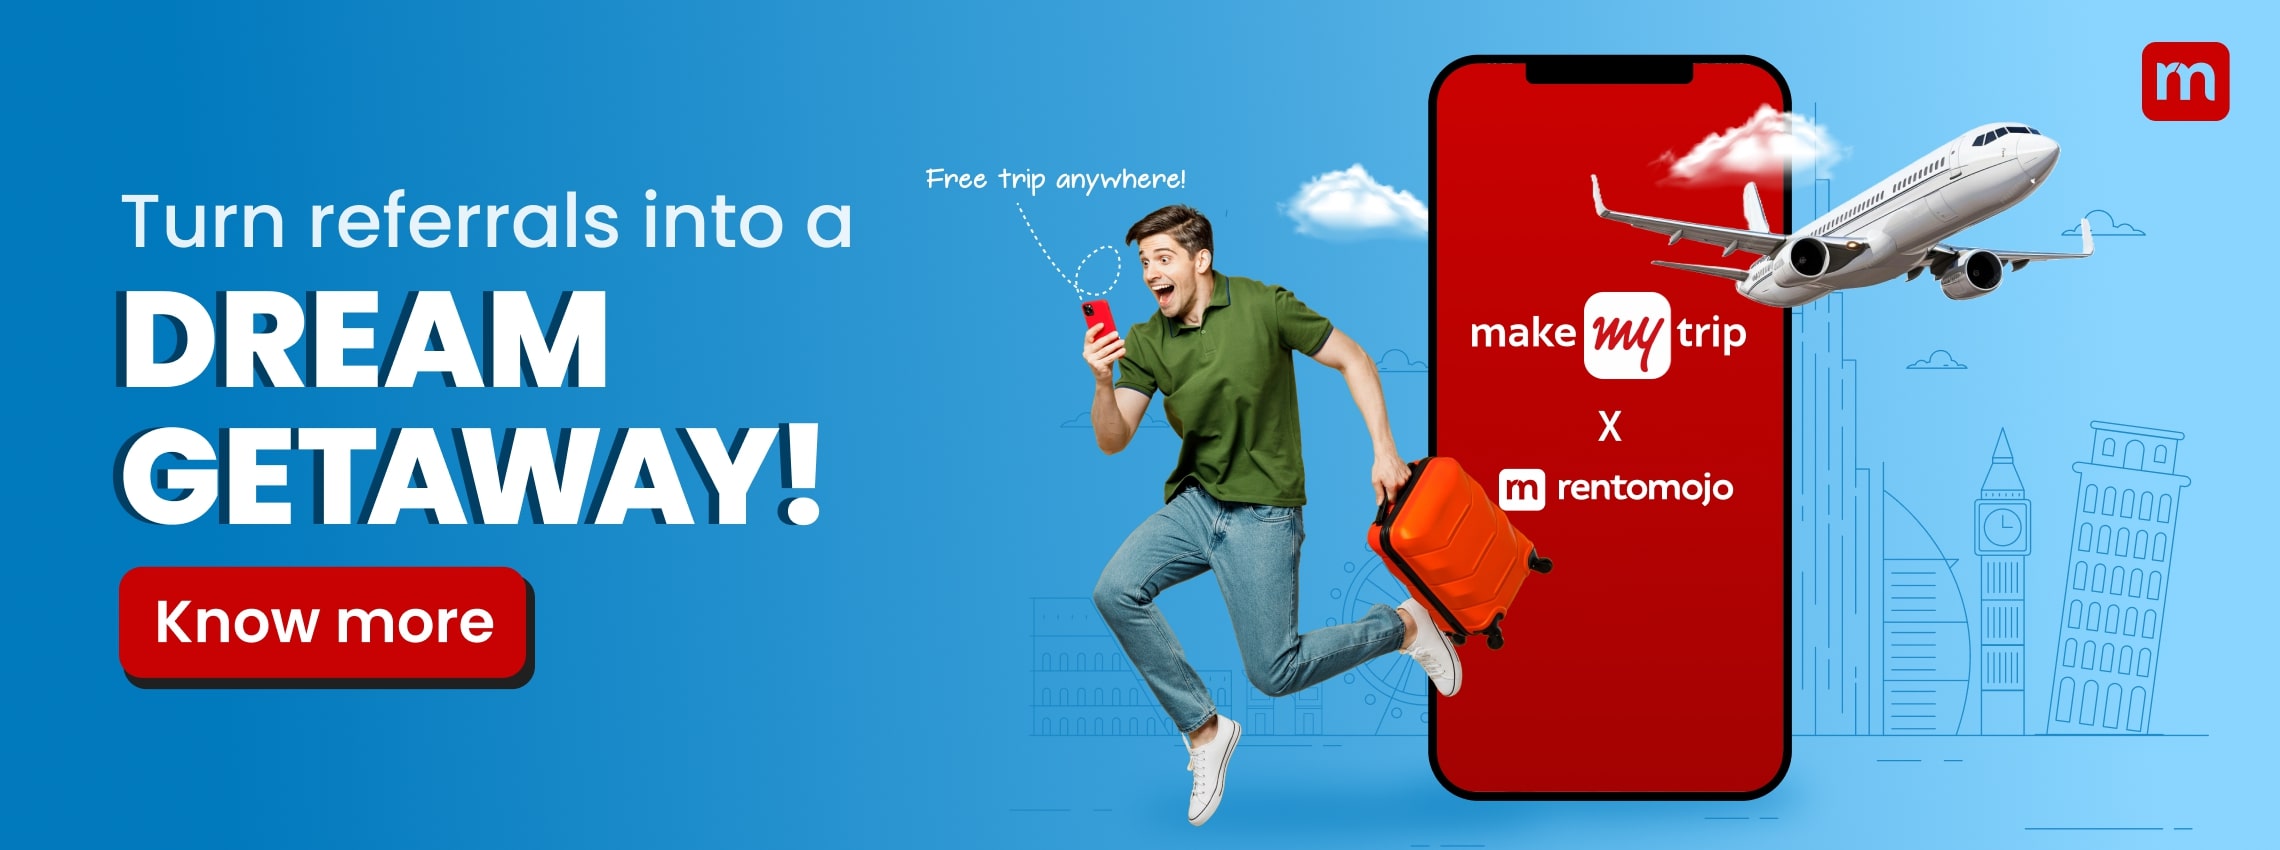 Turn referrals into a
DREAM
GETAWAY!
Know more
Free trip anywhere!
make my trip
X
m rentomojo
m